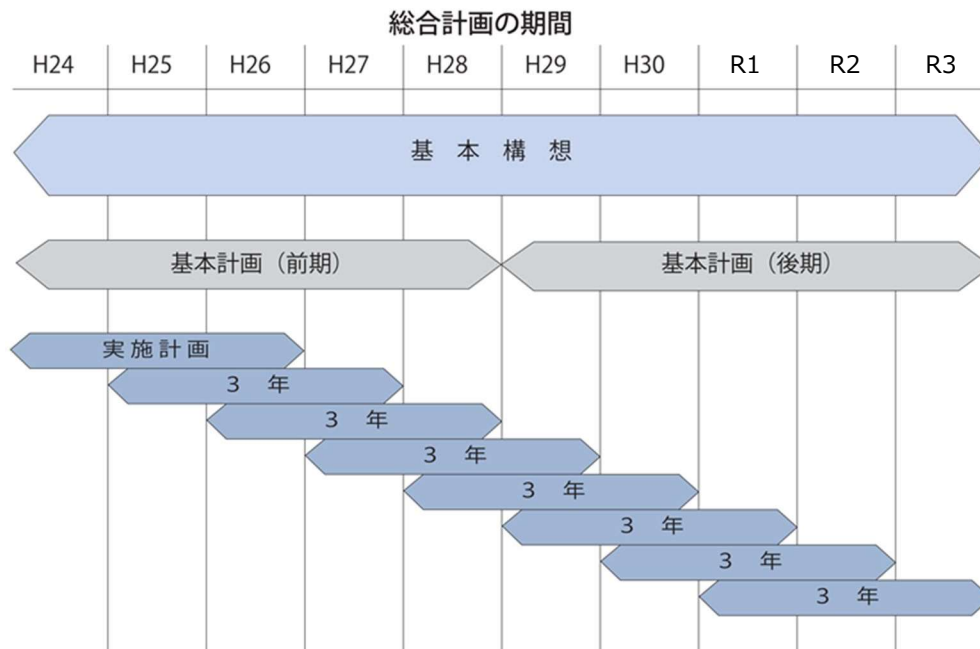 総合計画の期間
H24 H25 H26 H27 H28 H29 H30 R1 R2 R3
基 本 構 想
基本計画（前期） 基本計画（後期）
実施計画
3 年
3 年
3 年
3 年
3 年
3 年
3 年